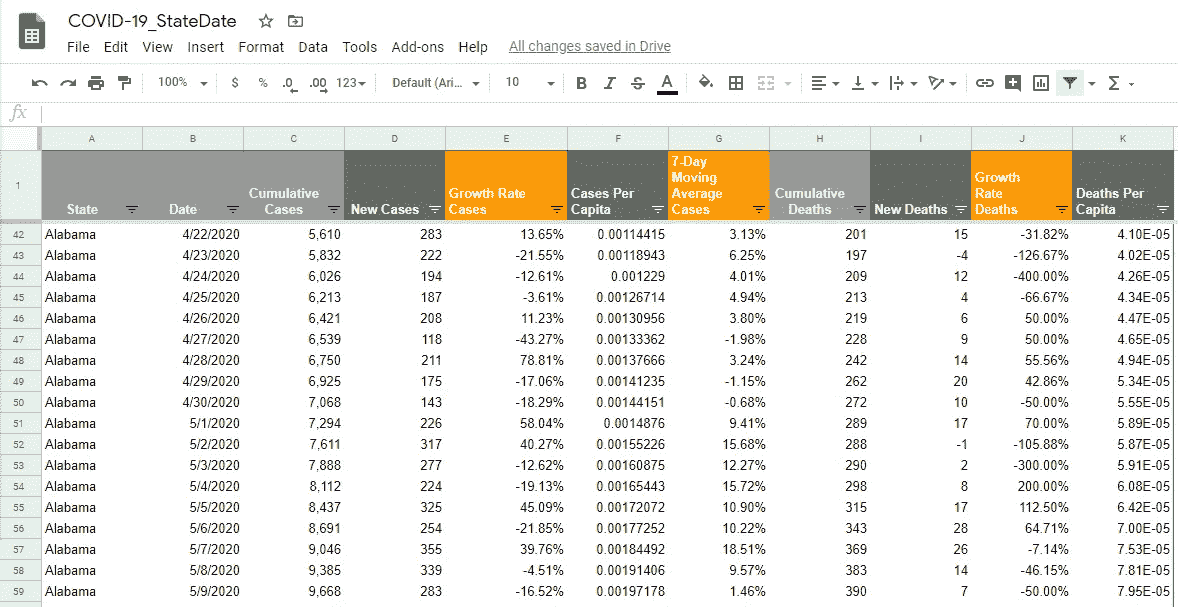 COVID-19_StateDate
File Edit View Insert Format Data Tools Add-ons Help All changes saved in Drive
100% $ % .0 .00 123 Default (Ari... 10 B I S A
fx
A B C D E F G H I J K
1 State Date Cumulative Cases New Cases Growth Rate Cases Cases Per Capita 7-Day Moving Average Cases Cumulative Deaths New Deaths Growth Rate Deaths Deaths Per Capita
42 Alabama 4/22/2020 5,610 283 13.65% 0.00114415 3.13% 201 15 -31.82% 4.10E-05
43 Alabama 4/23/2020 5,832 222 -21.55% 0.00118943 6.25% 197 -4 -126.67% 4.02E-05
44 Alabama 4/24/2020 6,026 194 -12.61% 0.001229 4.01% 209 12 -400.00% 4.26E-05
45 Alabama 4/25/2020 6,213 187 -3.61% 0.00126714 4.94% 213 4 -66.67% 4.34E-05
46 Alabama 4/26/2020 6,421 208 11.23% 0.00130956 3.80% 219 6 50.00% 4.47E-05
47 Alabama 4/27/2020 6,539 118 -43.27% 0.00133362 -1.98% 228 9 50.00% 4.65E-05
48 Alabama 4/28/2020 6,750 211 78.81% 0.00137666 3.24% 242 14 55.56% 4.94E-05
49 Alabama 4/29/2020 6,925 175 -17.06% 0.00141235 -1.15% 262 20 42.86% 5.34E-05
50 Alabama 4/30/2020 7,068 143 -18.29% 0.00144151 -0.68% 272 10 -50.00% 5.55E-05
51 Alabama 5/1/2020 7,294 226 58.04% 0.0014876 9.41% 289 17 70.00% 5.89E-05
52 Alabama 5/2/2020 7,611 317 40.27% 0.00155226 15.68% 288 -1 -105.88% 5.87E-05
53 Alabama 5/3/2020 7,888 277 -12.62% 0.00160875 12.27% 290 2 -300.00% 5.91E-05
54 Alabama 5/4/2020 8,112 224 -19.13% 0.00165443 15.72% 298 8 200.00% 6.08E-05
55 Alabama 5/5/2020 8,437 325 45.09% 0.00172072 10.90% 315 17 112.50% 6.42E-05
56 Alabama 5/6/2020 8,691 254 -21.85% 0.00177252 10.22% 343 28 64.71% 7.00E-05
57 Alabama 5/7/2020 9,046 355 39.76% 0.00184492 18.51% 369 26 -7.14% 7.53E-05
58 Alabama 5/8/2020 9,385 339 -4.51% 0.00191406 9.57% 383 14 -46.15% 7.81E-05
59 Alabama 5/9/2020 9,668 283 -16.52% 0.00197178 1.46% 390 7 -50.00% 7.95E-05